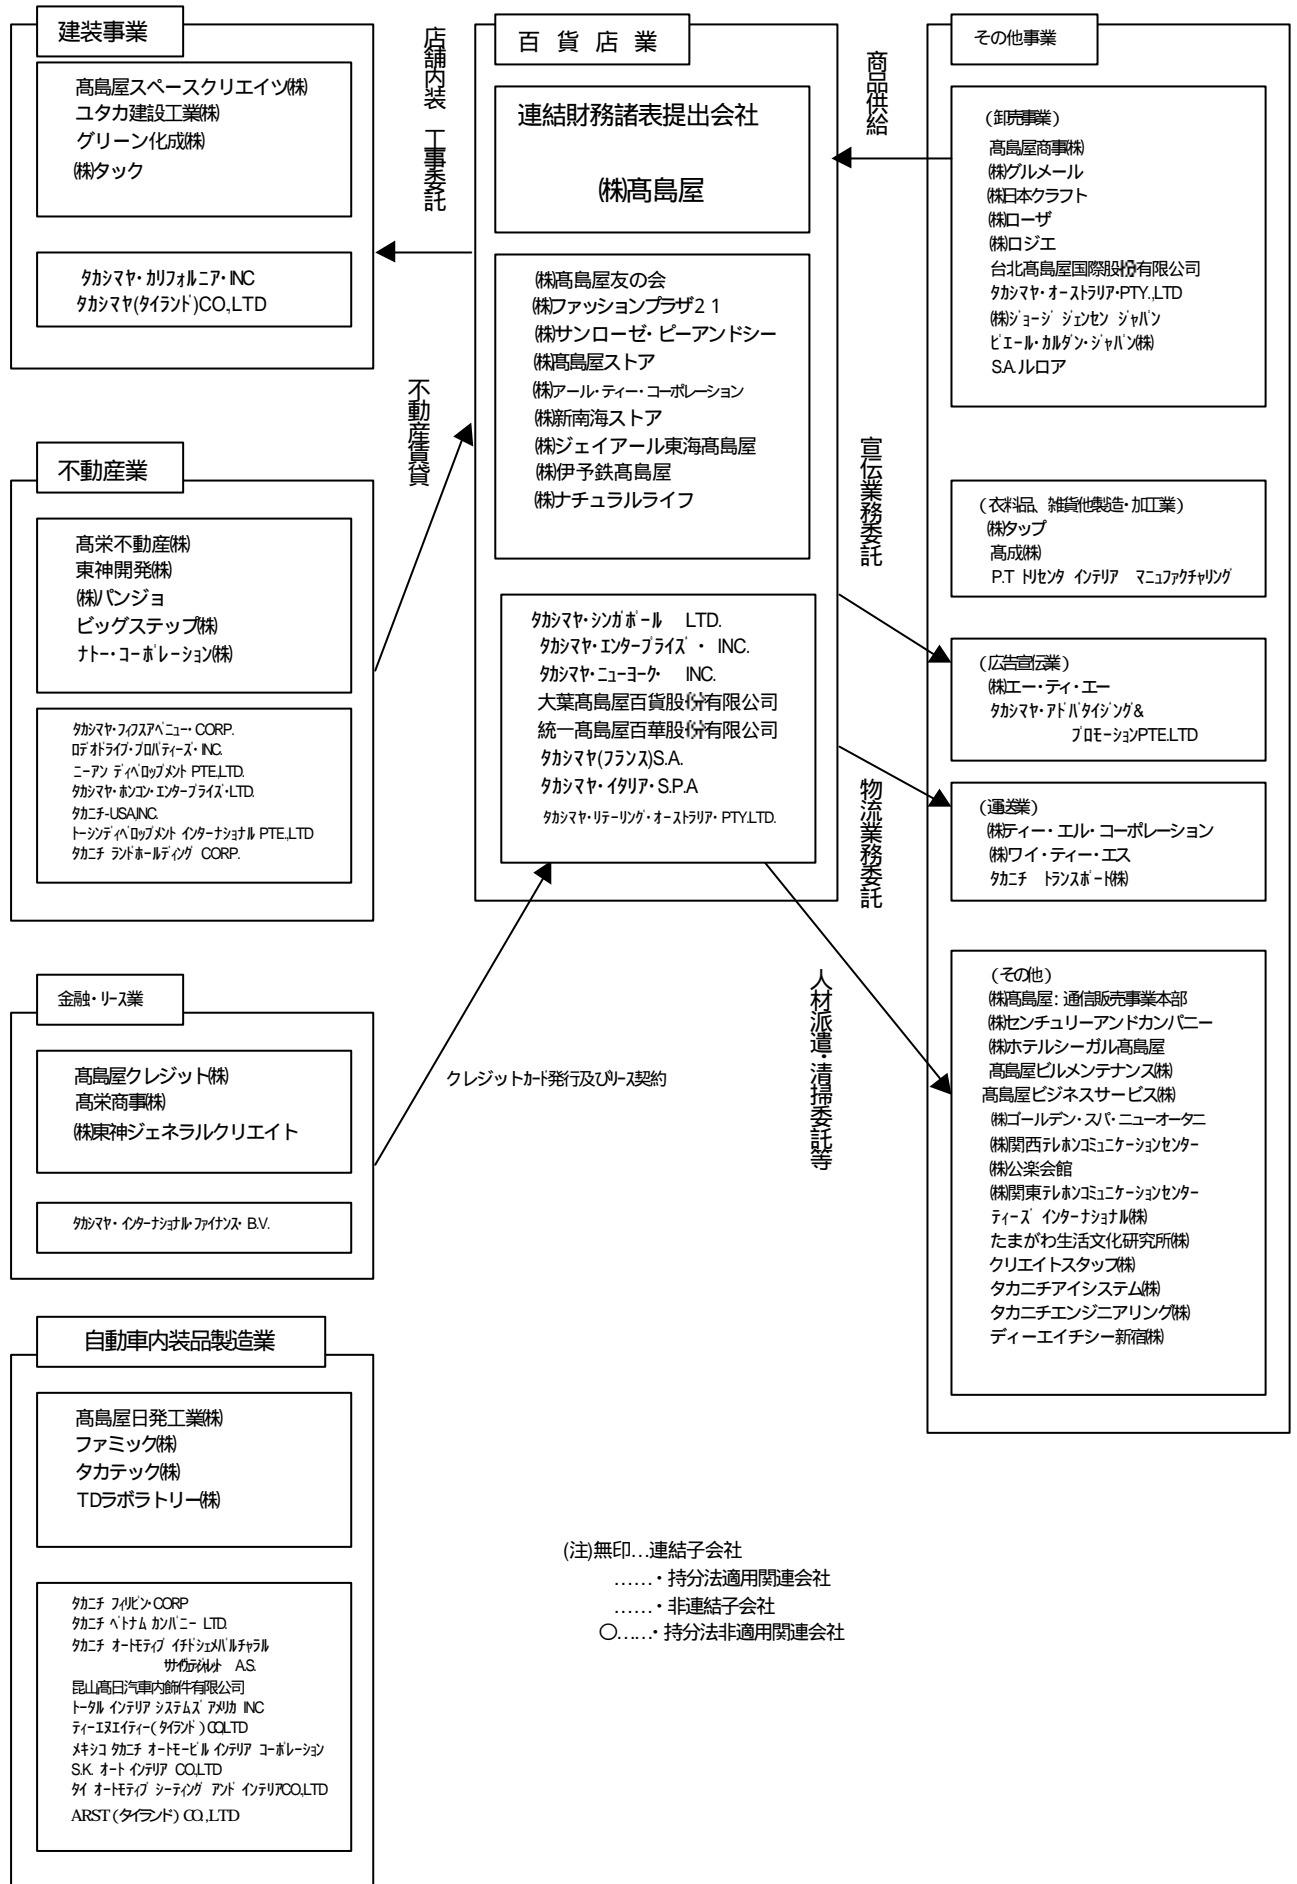 建装事業
髙島屋スペースクリエイツ㈱
ユタカ建設工業㈱
グリーン化成㈱
㈱タック
タカシマヤ・カリフォルニア・INC
タカシマヤ(タイランド)CO.,LTD
店舗内装 工事委託
不動産業
髙栄不動産㈱
東神開発㈱
㈱パンジョ
ビッグステップ㈱
ナトー・コーポレーション㈱
タカシマヤ・フィフスアベニュー・CORP.
ロデオドライブ・プロパティーズ・INC.
ニーアン ディベロップメント PTE,LTD.
タカシマヤ・ホンコン・エンタープライズ・LTD.
タカニチ-USA,INC.
トーシンディベロップメント インターナショナル PTE.,LTD
タカニチ ランドホールディング CORP.
不動産賃貸
金融・リース業
髙島屋クレジット㈱
髙栄商事㈱
㈱東神ジェネラルクリエイト
タカシマヤ・インターナショナル・ファイナンス・B.V.
クレジットカード発行及びリース契約
自動車内装品製造業
髙島屋日発工業㈱
ファミック㈱
タカテック㈱
TDラボラトリー㈱
タカニチ フィリピン・CORP
タカニチ ベトナム カンパニー LTD.
タカニチ オートモティブ イチドシェメパルチャラル
A.S.
昆山髙日汽車内飾件有限公司
トータル インテリア システムズ アメリカ INC
ティーエヌエイティー(タイランド)CO,LTD
メキシコ タカニチ オートモービル インテリア コーポレーション
S.K. オート インテリア CO,LTD
タイ オートモティブ シーティング アンド インテリアCO,LTD
ARST(タイランド)CO.,LTD
百貨店業
連結財務諸表提出会社
㈱髙島屋
㈱髙島屋友の会
㈱ファッションプラザ21
㈱サンローゼ・ピーアンドシー
㈱髙島屋ストア
㈱アール・ティー・コーポレーション
㈱新南海ストア
㈱ジェイアール東海髙島屋
㈱伊予鉄髙島屋
㈱ナチュラルライフ
タカシマヤ・シンガポール LTD.
タカシマヤ・エンタープライズ・ INC.
タカシマヤ・ニューヨーク・ INC.
大葉髙島屋百貨股份有限公司
統一髙島屋百華股份有限公司
タカシマヤ(フランス)S.A.
タカシマヤ・イタリア・S.P.A
タカシマヤ・リテーリング・オーストラリア・PTY.LTD.
商品供給
宣伝業務委託
物流業務委託
人材派遣・清掃委託等
その他事業
(卸売事業)
髙島屋商事㈱
㈱グルメール
㈱日本クラフト
㈱ローザ
㈱ロジエ
台北髙島屋国際股份有限公司
タカシマヤ・オーストラリア・PTY.,LTD
㈱ジョージ ジェンセン ジャパン
ピエール・カルダン・ジャパン㈱
S.A.ルロア
(衣料品、雑貨他製造・加工業)
㈱タップ
髙成㈱
P.T トリセンタ インテリア マニュファクチャリング
(広告宣伝業)
㈱エー・ティ・エー
タカシマヤ・アドバタイジング&
プロモーションPTE.LTD
(運送業)
㈱ティー・エル・コーポレーション
㈱ワイ・ティー・エス
タカニチ トランスポート㈱
(その他)
㈱髙島屋:通信販売事業本部
㈱センチュリーアンドカンパニー
㈱ホテルシーガル髙島屋
髙島屋ビルメンテナンス㈱
髙島屋ビジネスサービス㈱
㈱ゴールデン・スパ・ニューオータニ
㈱関西テレホンコミュニケーションセンター
㈱公楽会館
㈱関東テレホンコミュニケーションセンター
ティーズ インターナショナル㈱
たまがわ生活文化研究所㈱
クリエイトスタッフ㈱
タカニチアイシステム㈱
タカニチエンジニアリング㈱
ディーエイチシー新宿㈱
(注)無印…連結子会社
……・持分法適用関連会社
……・非連結子会社
○……・持分法非適用関連会社